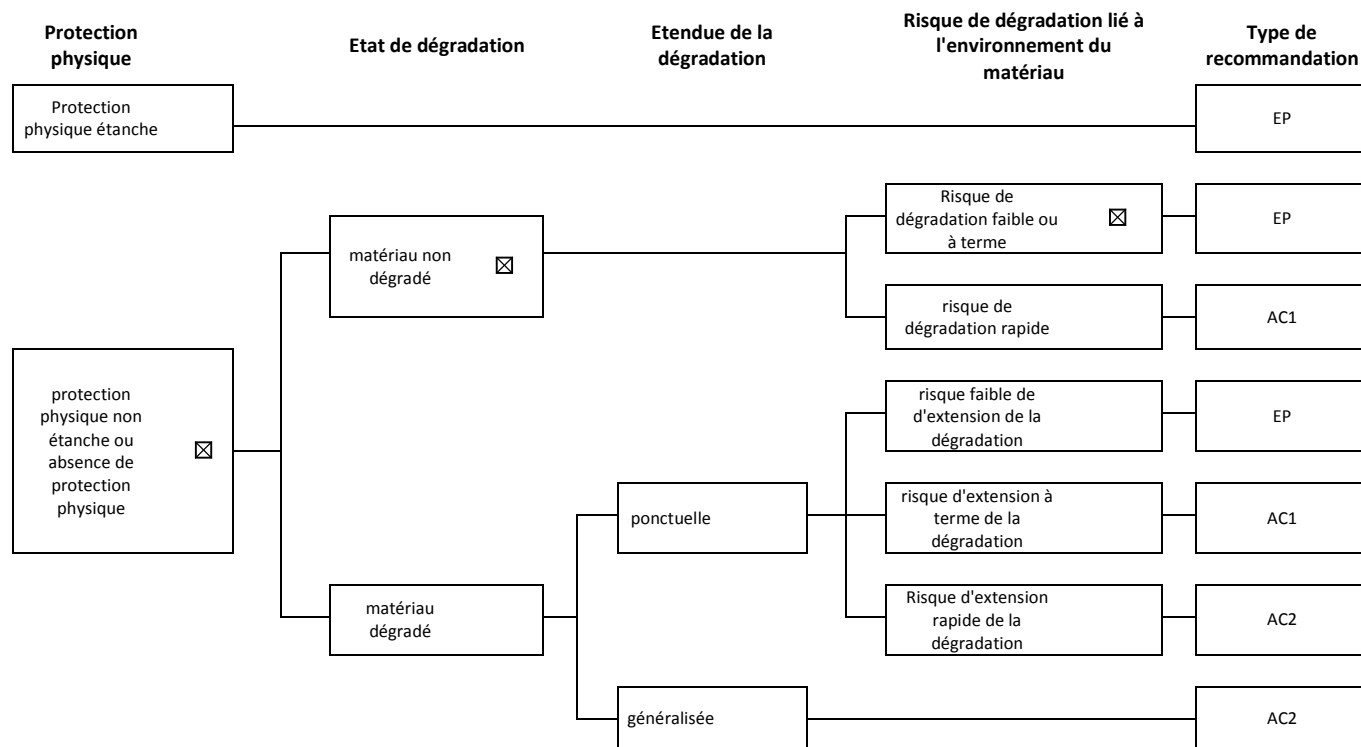 Protection
physique
Etat de dégradation
Etendue de la
dégradation
Risque de dégradation lié à
l'environnement du
matériau
Type de
recommandation
Protection
physique étanche
EP
protection
physique non
étanche ou
absence de
protection
physique
matériau non
dégradé
Risque de
dégradation faible ou
à terme
EP
risque de
dégradation rapide
AC1
matériau
dégradé
ponctuelle
risque faible de
d'extension de la
dégradation
EP
risque d'extension à
terme de la
dégradation
AC1
Risque d'extension
rapide de la
dégradation
AC2
généralisée
AC2